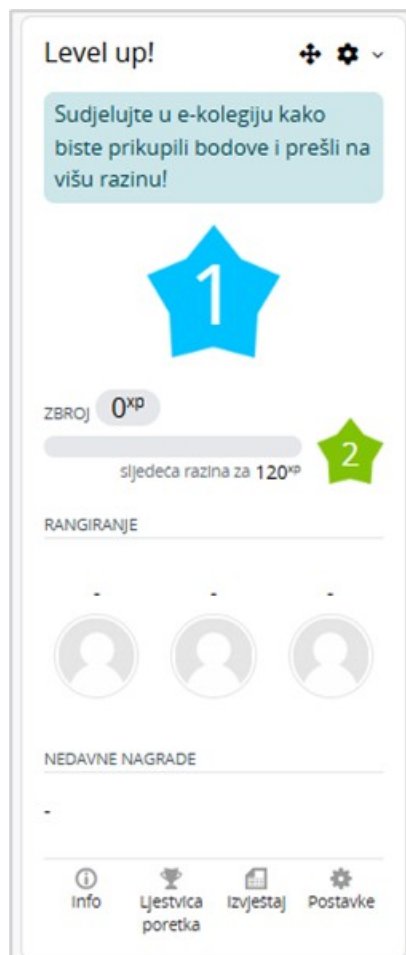 Level up!
Sudjelujte u e-kolegiju kako
biste prikupili bodove i prešli na
višu razinu!
1
ZBROJ 0xp
2
sljedeća razina za 120xp
RANGIRANJE
- - -
NEDAVNE NAGRADE
-
Info Ljestvica poretka Izvještaj Postavke